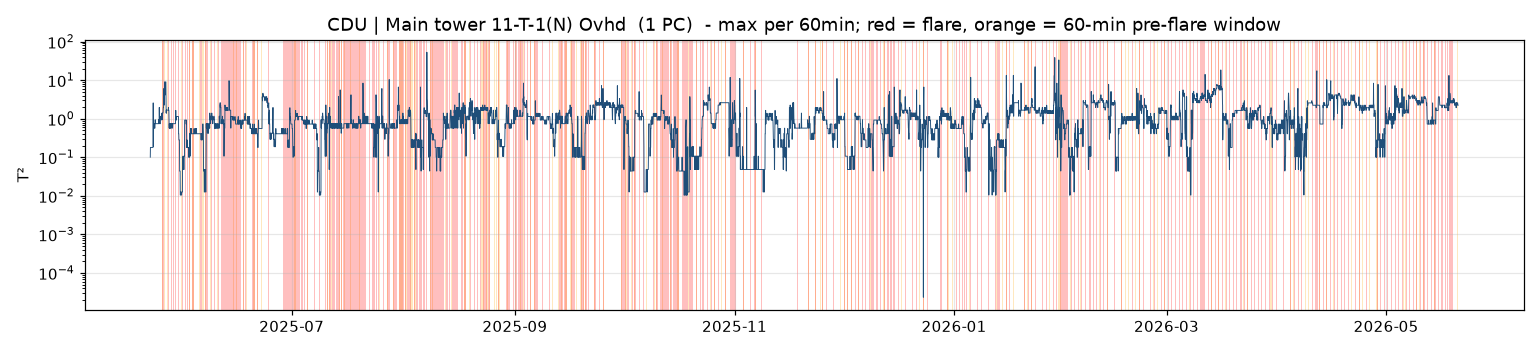 CDU | Main tower 11-T-1(N) Ovhd  (1 PC)  - max per 60min; red = flare, orange = 60-min pre-flare window
T²
10²
10¹
10⁰
10⁻¹
10⁻²
10⁻³
10⁻⁴
2025-07 2025-09 2025-11 2026-01 2026-03 2026-05